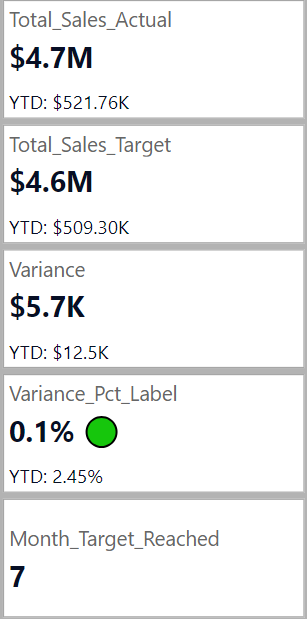 Total_Sales_Actual
$4.7M
YTD: $521.76K
Total_Sales_Target
$4.6M
YTD: $509.30K
Variance
$5.7K
YTD: $12.5K
Variance_Pct_Label
0.1%
YTD: 2.45%
Month_Target_Reached
7